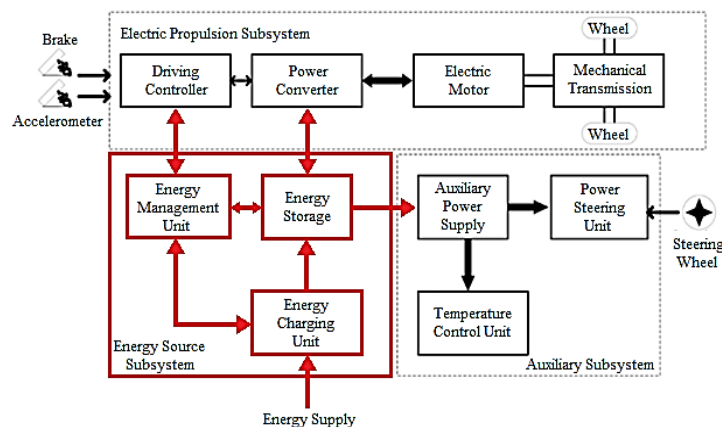 Electric Propulsion Subsystem
Wheel
Brake
Accelerometer
Driving
Controller
Power
Converter
Electric
Motor
Mechanical
Transmission
Wheel
Energy
Management
Unit
Energy
Storage
Auxiliary
Power
Supply
Power
Steering
Unit
Steering
Wheel
Energy
Charging
Unit
Temperature
Control Unit
Energy Source
Subsystem
Auxiliary Subsystem
Energy Supply